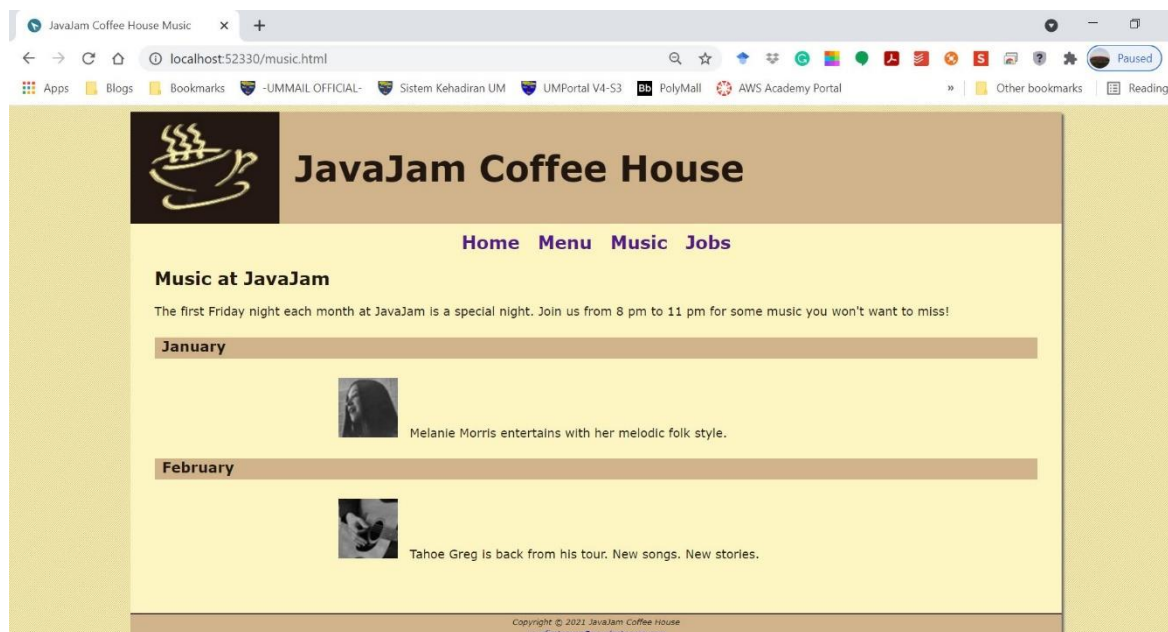 JavaJam Coffee House Music
localhost:52330/music.html
Paused
Apps Blogs Bookmarks -UMMAIL OFFICIAL- Sistem Kehadiran UM UMPortal V4-S3 Bb PolyMall AWS Academy Portal » Other bookmarks Reading
JavaJam Coffee House
Home Menu Music Jobs
Music at JavaJam
The first Friday night each month at JavaJam is a special night. Join us from 8 pm to 11 pm for some music you won't want to miss!
January
Melanie Morris entertains with her melodic folk style.
February
Tahoe Greg is back from his tour. New songs. New stories.
Copyright © 2021 JavaJam Coffee House